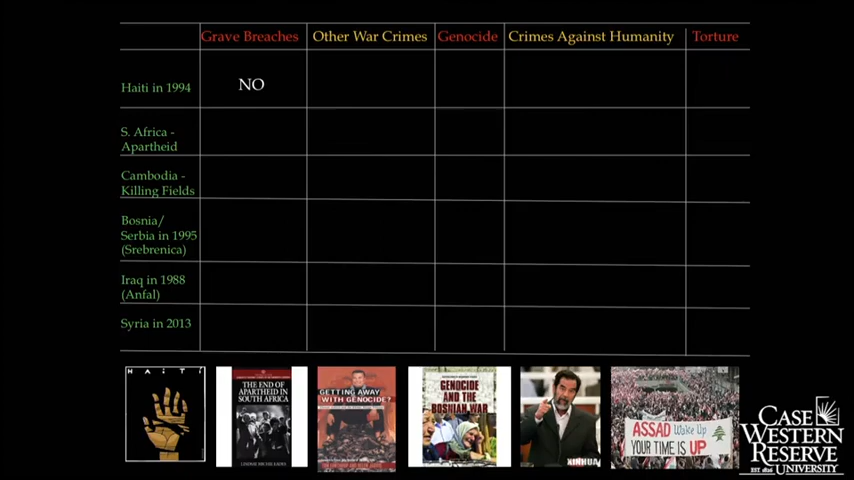 Grave Breaches Other War Crimes Genocide Crimes Against Humanity Torture
Haiti in 1994 NO
S. Africa -
Apartheid
Cambodia -
Killing Fields
Bosnia/
Serbia in 1995
(Srebrenica)
Iraq in 1988
(Anfal)
Syria in 2013
HAITI
THE END OF
APARTHEID IN
SOUTH AFRICA
GETTING AWAY
WITH GENOCIDE?
GENOCIDE
AND THE
BOSNIAN WAR
XINHUA
ASSAD Wake Up
YOUR TIME IS UP
CASE
WESTERN
RESERVE
EST. 1826 UNIVERSITY